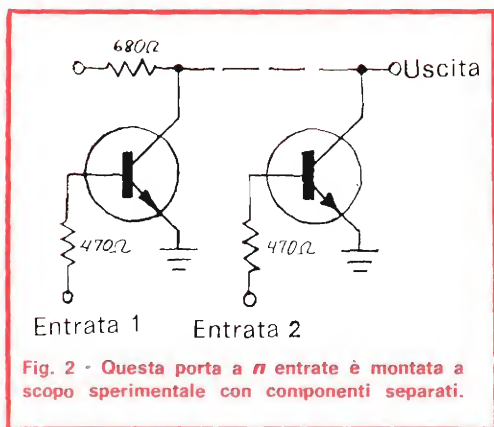 680Ω
Uscita
470Ω
470Ω
Entrata 1
Entrata 2
Fig. 2 - Questa porta a n entrate è montata a
scopo sperimentale con componenti separati.